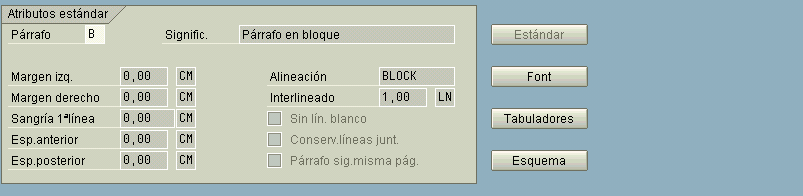 Atributos estándar
Párrafo B Signific. Párrafo en bloque Estándar
Margen izq. 0,00 CM Alineación BLOCK Font
Margen derecho 0,00 CM Interlineado 1,00 LN
Sangría 1ªlínea 0,00 CM Sin lín. blanco Tabuladores
Esp.anterior 0,00 CM Conserv.líneas junt.
Esp.posterior 0,00 CM Párrafo sig.misma pág. Esquema